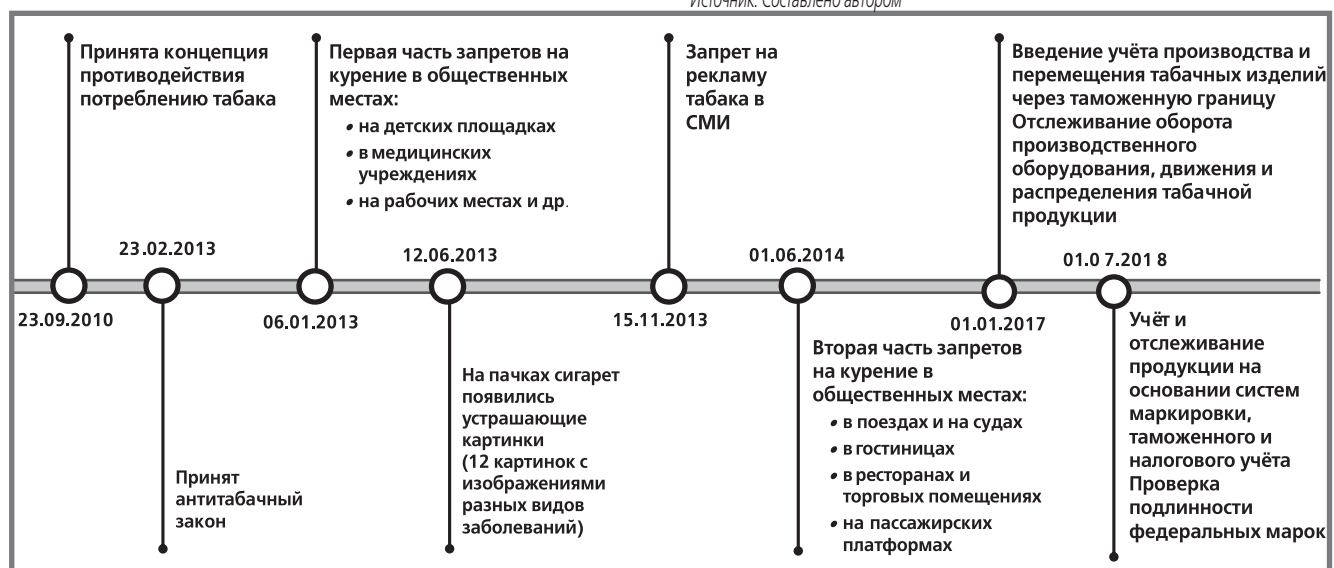 Источник: Составлено автором
Принята концепция
противодействия
потреблению табака
23.09.2010
23.02.2013
Принят
антитабачный
закон
Первая часть запретов на
курение в общественных
местах:
• на детских площадках
• в медицинских
учреждениях
• на рабочих местах и др.
06.01.2013
12.06.2013
На пачках сигарет
появились
устрашающие
картинки
(12 картинок с
изображениями
разных видов
заболеваний)
Запрет на
рекламу
табака в
СМИ
15.11.2013
01.06.2014
Вторая часть запретов
на курение в
общественных местах:
• в поездах и на судах
• в гостиницах
• в ресторанах и
торговых помещениях
• на пассажирских
платформах
Введение учёта производства и
перемещения табачных изделий
через таможенную границу
Отслеживание оборота
производственного
оборудования, движения и
распределения табачной
продукции
01.01.2017
01.0 7.201 8
Учёт и
отслеживание
продукции на
основании систем
маркировки,
таможенного и
налогового учёта
Проверка
подлинности
федеральных марок